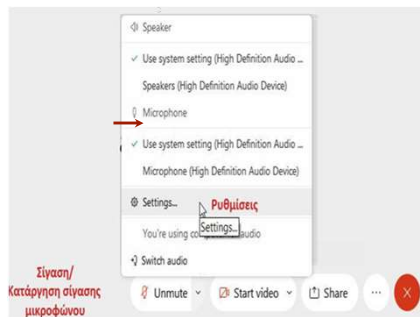 Speaker
Use system setting (High Definition Audio ...
Speakers (High Definition Audio Device)
Microphone
Use system setting (High Definition Audio ...
Microphone (High Definition Audio Device)
Settings... Ρυθμίσεις
Settings...
You're using co audio
Switch audio
Σίγαση/
Κατάργηση σίγασης
μικροφώνου
Unmute Start video Share ...